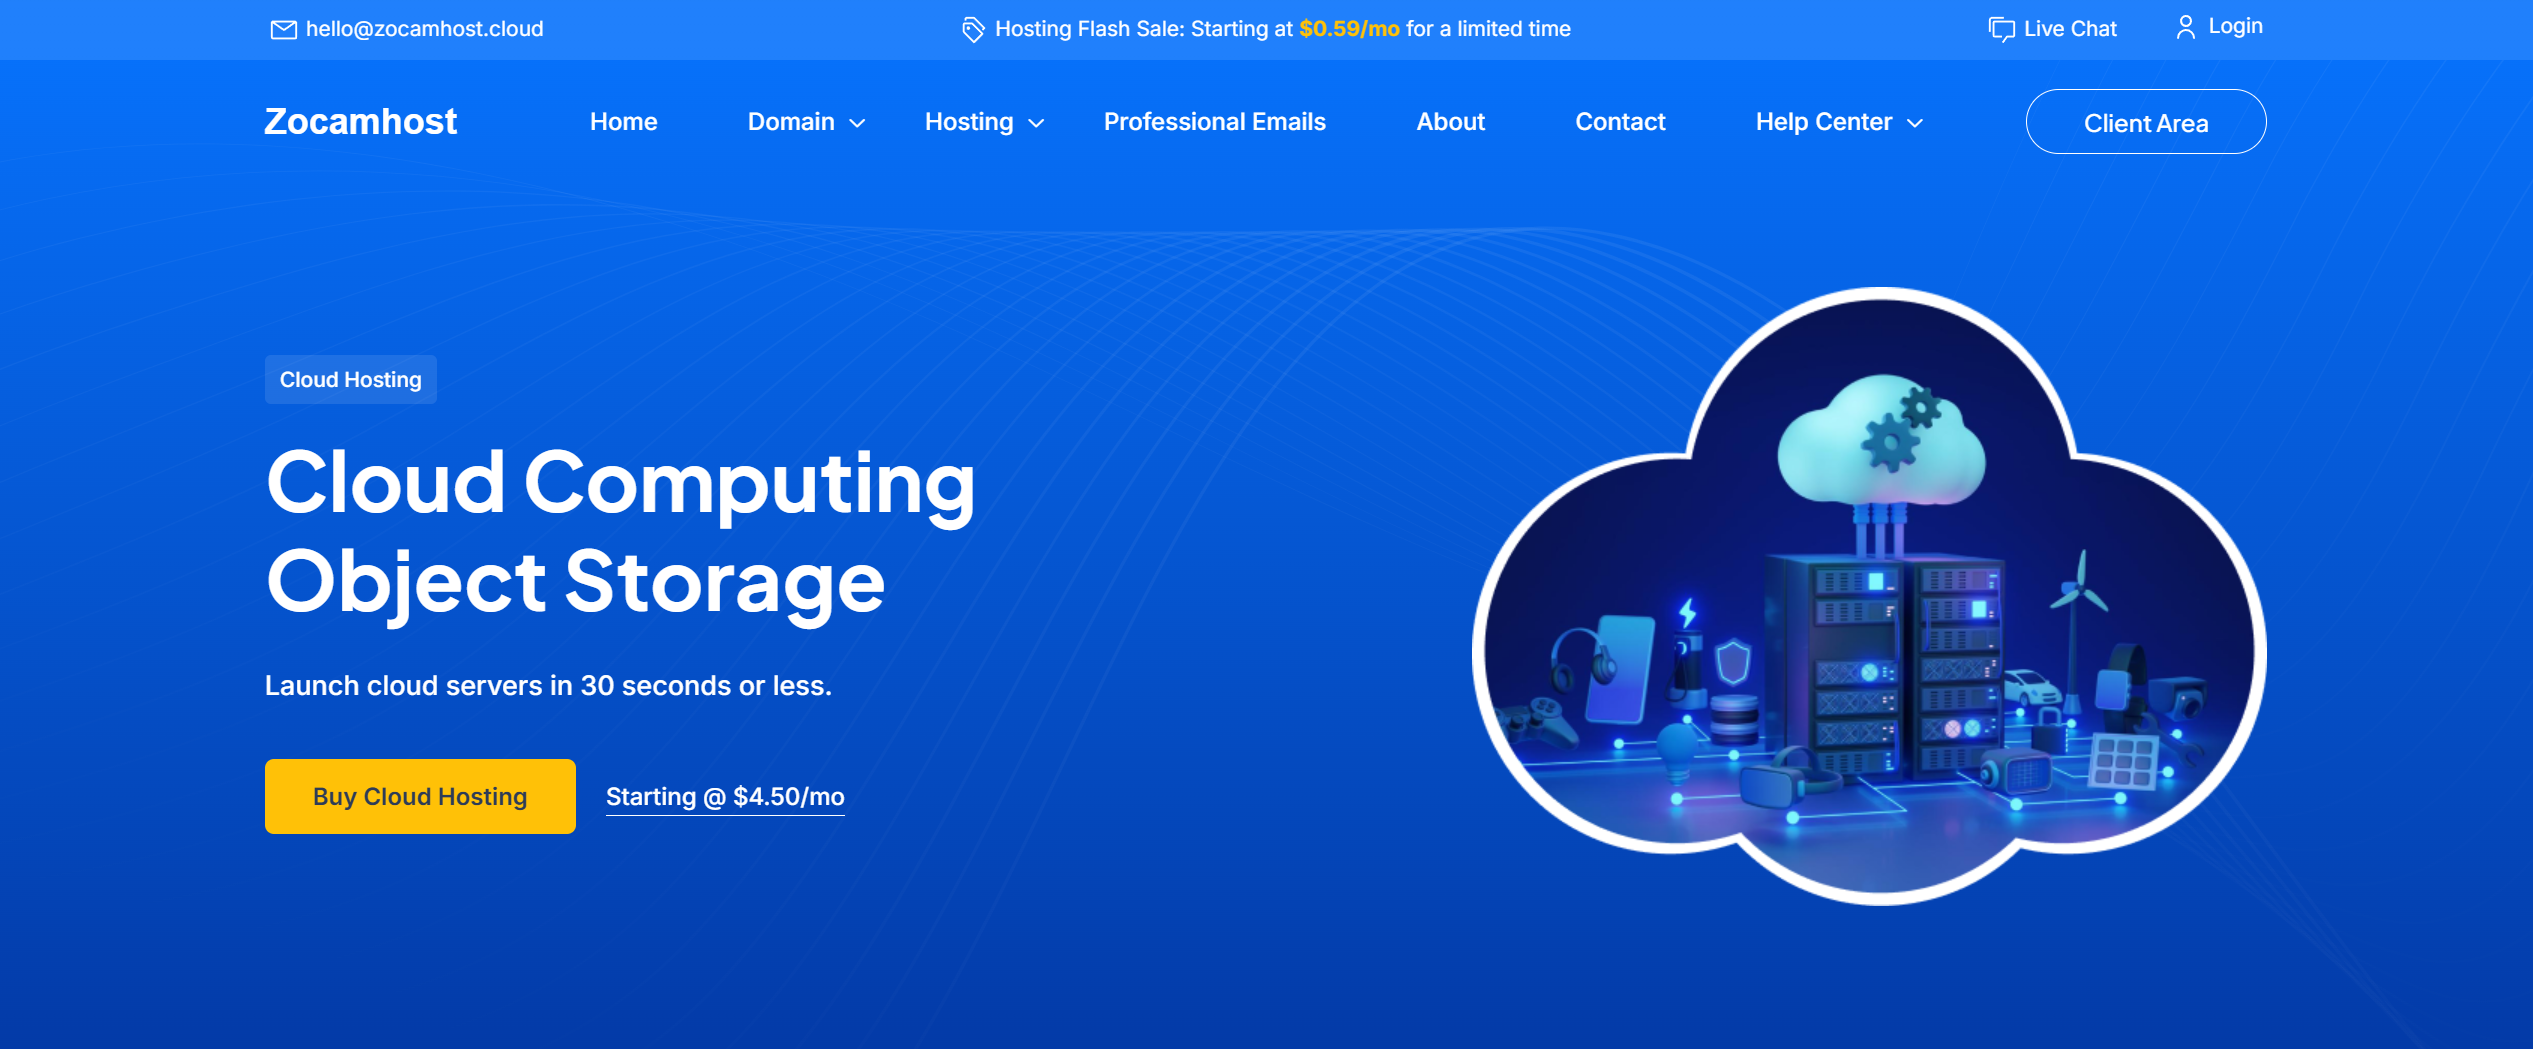 hello@zocamhost.cloud
Hosting Flash Sale: Starting at $0.59/mo for a limited time
Live Chat
Login
Zocamhost
Home
Domain
Hosting
Professional Emails
About
Contact
Help Center
Client Area
Cloud Hosting
Cloud Computing
Object Storage
Launch cloud servers in 30 seconds or less.
Buy Cloud Hosting
Starting @ $4.50/mo